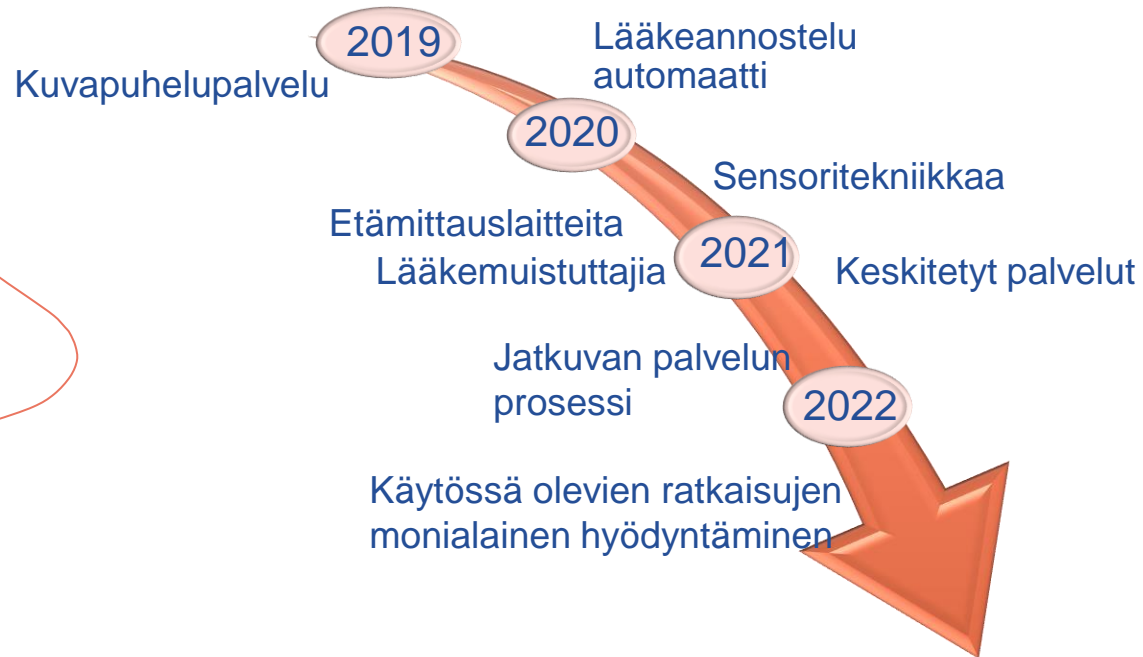 2019
Kuvapuhelupalvelu
Lääkeannostelu
automaatti
2020
Sensoritekniikkaa
Etämittauslaitteita
Lääkemuistuttajia
2021
Keskitetyt palvelut
Jatkuvan palvelun
prosessi
2022
Käytössä olevien ratkaisujen
monialainen hyödyntäminen